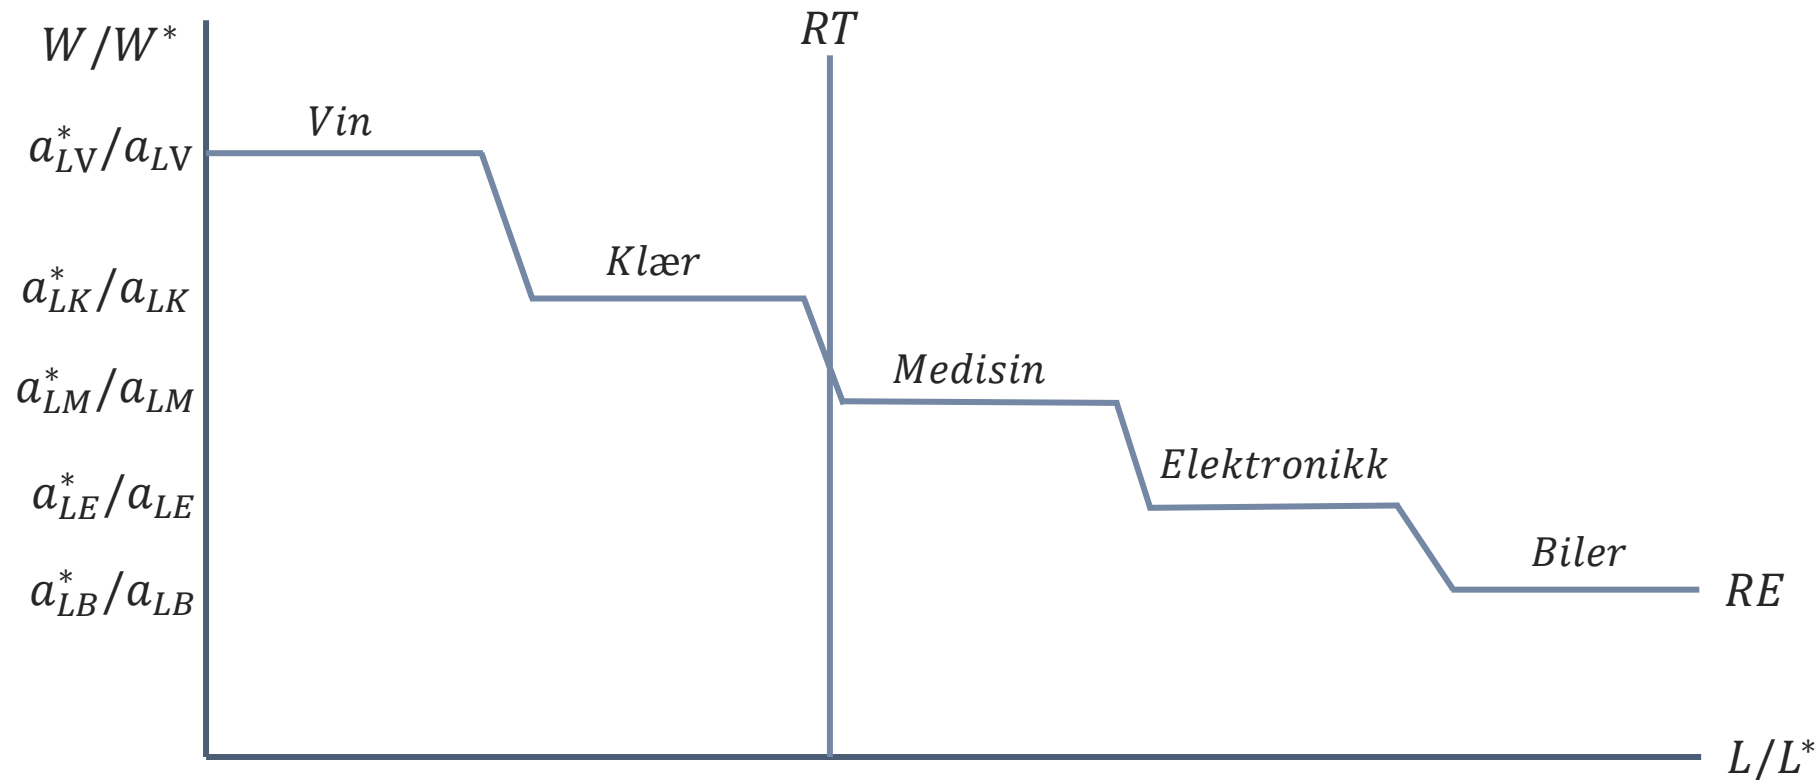 RT
W/W*
Vin
a*LV/aLV
Klær
a*LK/aLK
Medisin
a*LM/aLM
Elektronikk
a*LE/aLE
Biler
a*LB/aLB
RE
L/L*